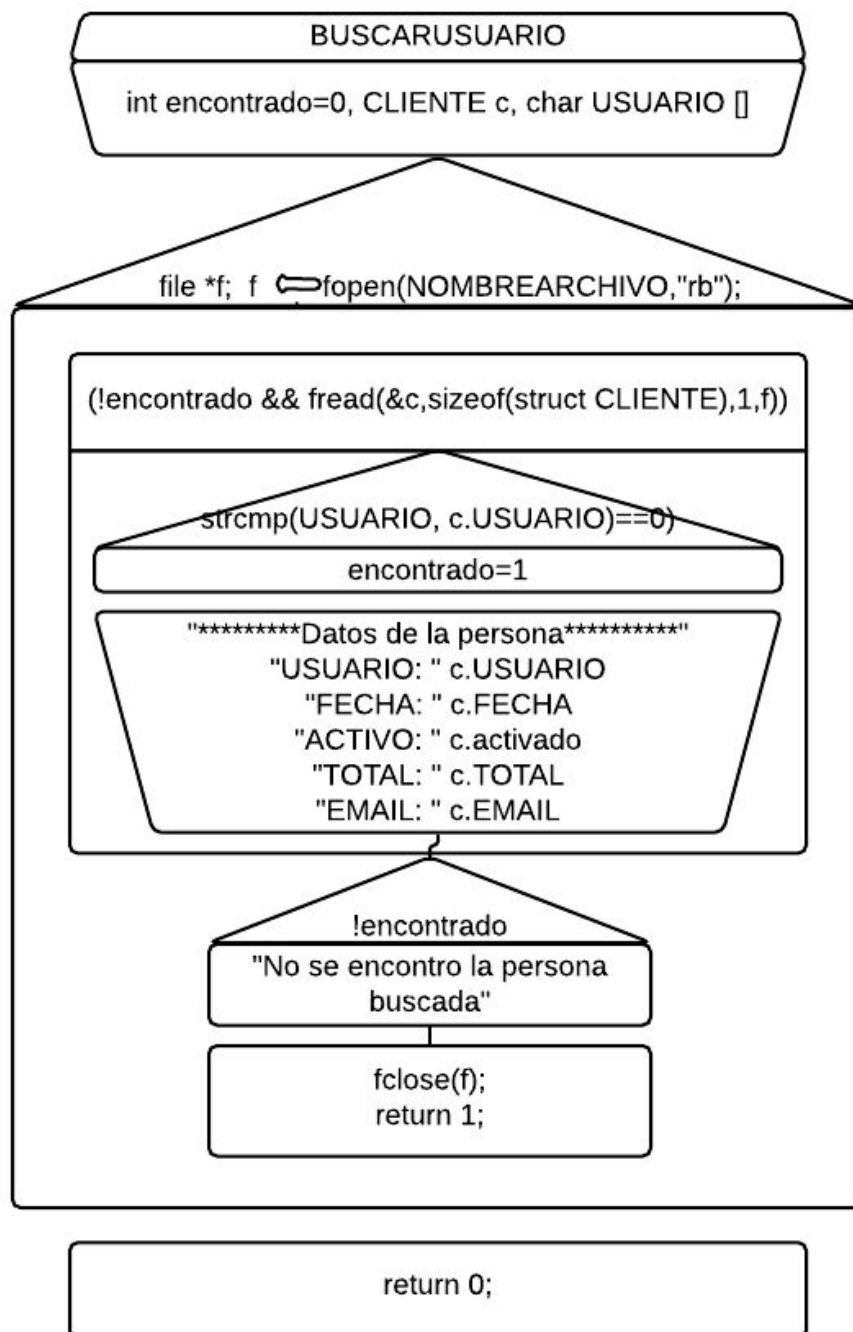 BUSCARUSUARIO
int encontrado=0, CLIENTE c, char USUARIO []
file *f;  f fopen(NOMBREARCHIVO,"rb");
(!encontrado && fread(&c,sizeof(struct CLIENTE),1,f))
strcmp(USUARIO, c.USUARIO)==0)
encontrado=1
"*********Datos de la persona**********"
"USUARIO: " c.USUARIO
"FECHA: " c.FECHA
"ACTIVO: " c.activado
"TOTAL: " c.TOTAL
"EMAIL: " c.EMAIL
!encontrado
"No se encontro la persona
buscada"
fclose(f);
return 1;
return 0;